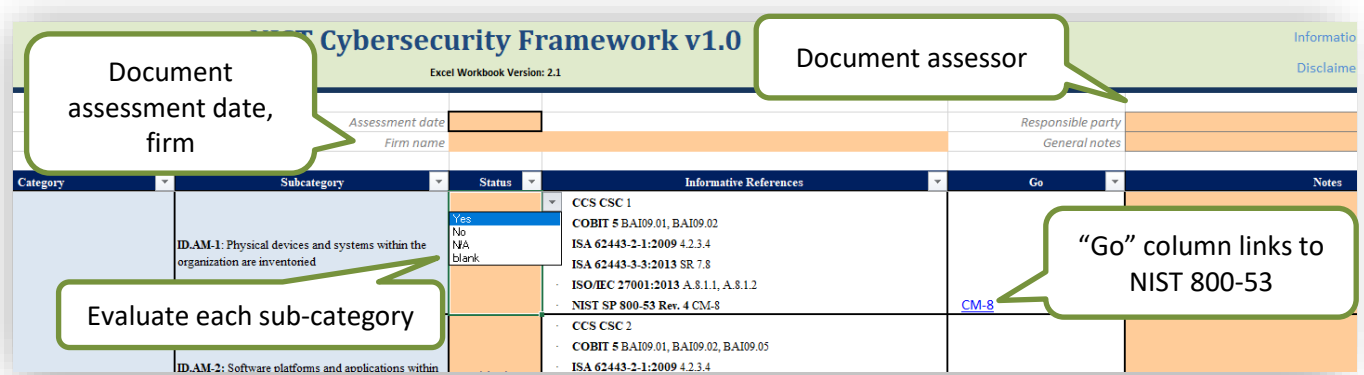 Cybersecurity Framework v1.0
Excel Workbook Version: 2.1
Informatio
Disclaime
Document
assessment date,
firm
Document assessor
Assessment date
Responsible party
Firm name
General notes
Category Subcategory Status Informative References Go Notes
Yes
No
N/A
blank
ID.AM-1: Physical devices and systems within the
organization are inventoried
· CCS CSC 1
· COBIT 5 BAI09.01, BAI09.02
· ISA 62443-2-1:2009 4.2.3.4
· ISA 62443-3-3:2013 SR 7.8
· ISO/IEC 27001:2013 A.8.1.1, A.8.1.2
· NIST SP 800-53 Rev. 4 CM-8
CM-8
“Go” column links to
NIST 800-53
Evaluate each sub-category
ID.AM-2: Software platforms and applications within
· CCS CSC 2
· COBIT 5 BAI09.01, BAI09.02, BAI09.05
· ISA 62443-2-1:2009 4.2.3.4